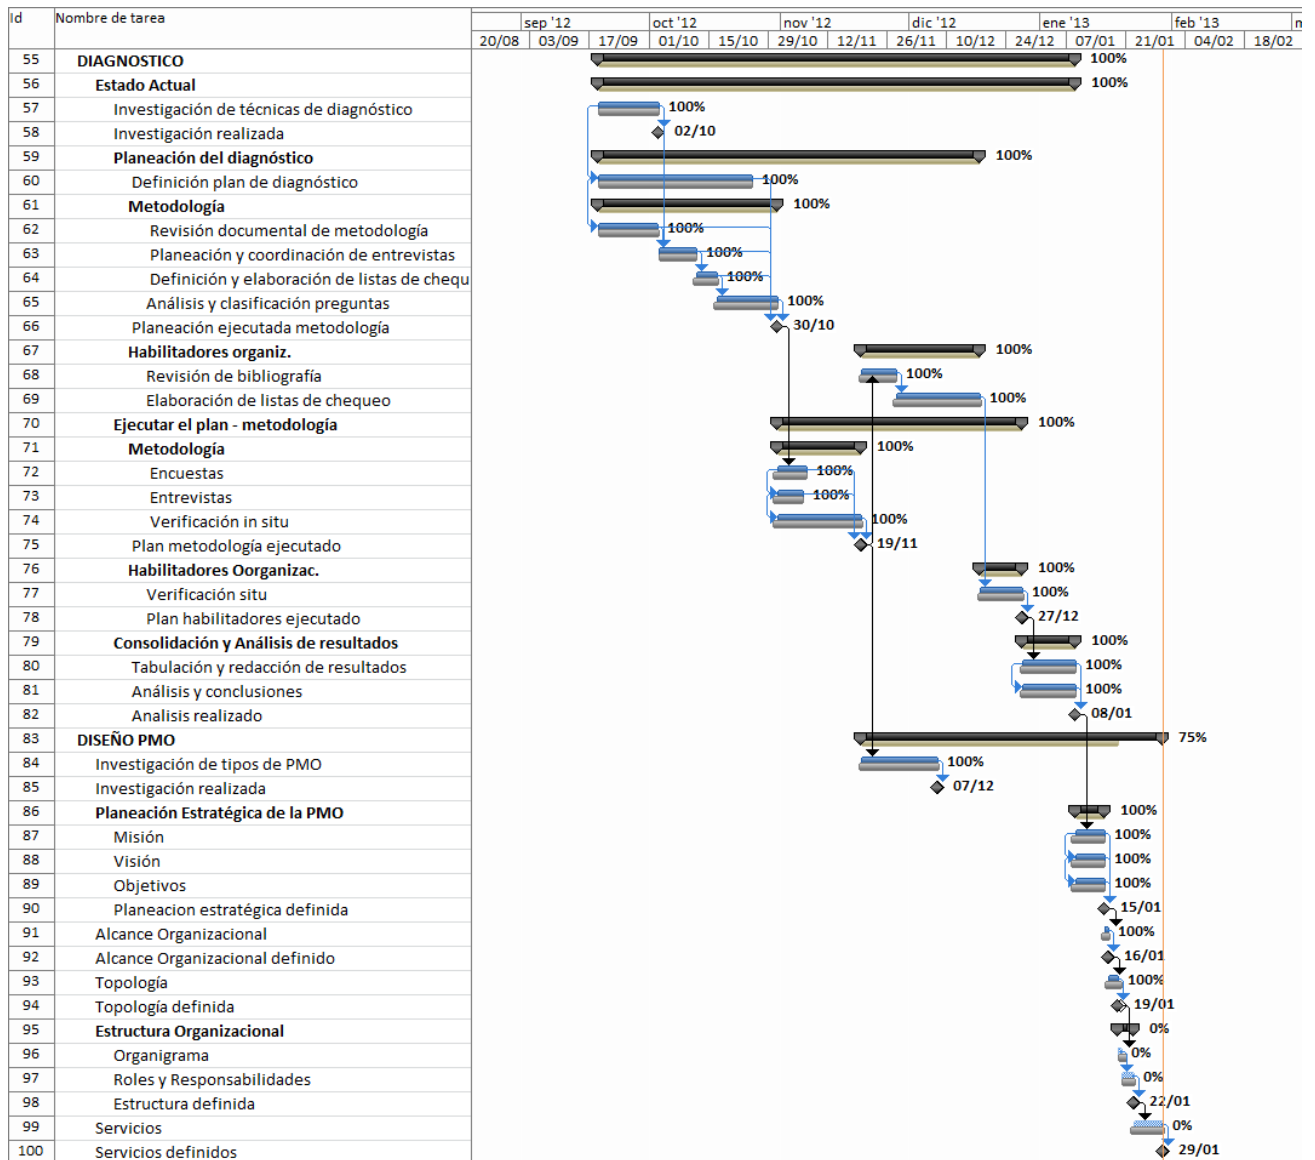 Id Nombre de tarea sep '12 oct '12 nov '12 dic '12 ene '13 feb '13 m
20/08 03/09 17/09 01/10 15/10 29/10 12/11 26/11 10/12 24/12 07/01 21/01 04/02 18/02
55 DIAGNOSTICO 100%
56 Estado Actual 100%
57 Investigación de técnicas de diagnóstico 100%
58 Investigación realizada 02/10
59 Planeación del diagnóstico 100%
60 Definición plan de diagnóstico 100%
61 Metodología 100%
62 Revisión documental de metodología 100%
63 Planeación y coordinación de entrevistas 100%
64 Definición y elaboración de listas de chequ 100%
65 Análisis y clasificación preguntas 100%
66 Planeación ejecutada metodología 30/10
67 Habilitadores organiz. 100%
68 Revisión de bibliografía 100%
69 Elaboración de listas de chequeo 100%
70 Ejecutar el plan - metodología 100%
71 Metodología 100%
72 Encuestas 100%
73 Entrevistas 100%
74 Verificación in situ 100%
75 Plan metodología ejecutado 19/11
76 Habilitadores Oorganizac. 100%
77 Verificación situ 100%
78 Plan habilitadores ejecutado 27/12
79 Consolidación y Análisis de resultados 100%
80 Tabulación y redacción de resultados 100%
81 Análisis y conclusiones 100%
82 Analisis realizado 08/01
83 DISEÑO PMO 75%
84 Investigación de tipos de PMO 100%
85 Investigación realizada 07/12
86 Planeación Estratégica de la PMO 100%
87 Misión 100%
88 Visión 100%
89 Objetivos 100%
90 Planeacion estratégica definida 15/01
91 Alcance Organizacional 100%
92 Alcance Organizacional definido 16/01
93 Topología 100%
94 Topología definida 19/01
95 Estructura Organizacional 0%
96 Organigrama 0%
97 Roles y Responsabilidades 0%
98 Estructura definida 22/01
99 Servicios 0%
100 Servicios definidos 29/01